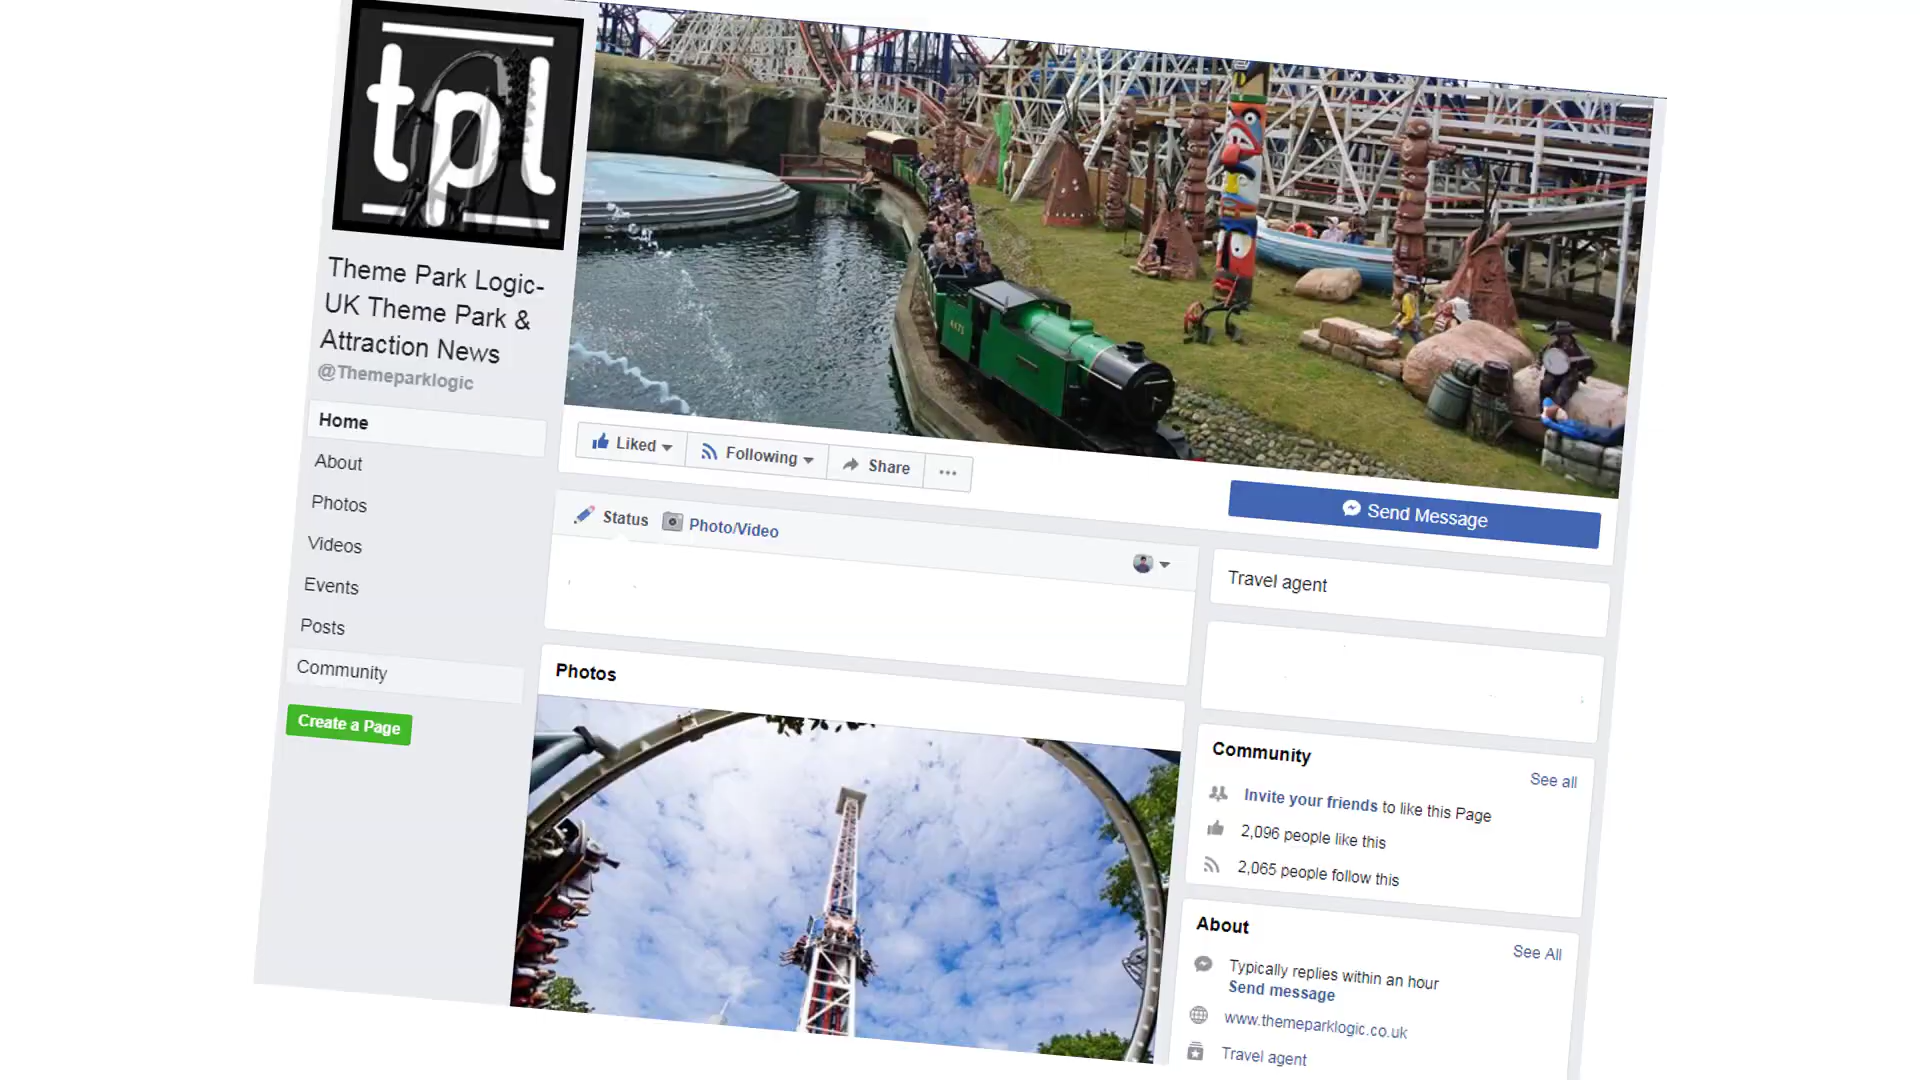 tpl
Theme Park Logic-
UK Theme Park &
Attraction News
@Themeparklogic
Home
About
Photos
Videos
Events
Posts
Community
Create a Page
Liked
Following
Share
Send Message
Status
Photo/Video
Photos
Travel agent
Community
See all
Invite your friends to like this Page
2,096 people like this
2,065 people follow this
About
See All
Typically replies within an hour
Send message
www.themeparklogic.co.uk
Travel agent